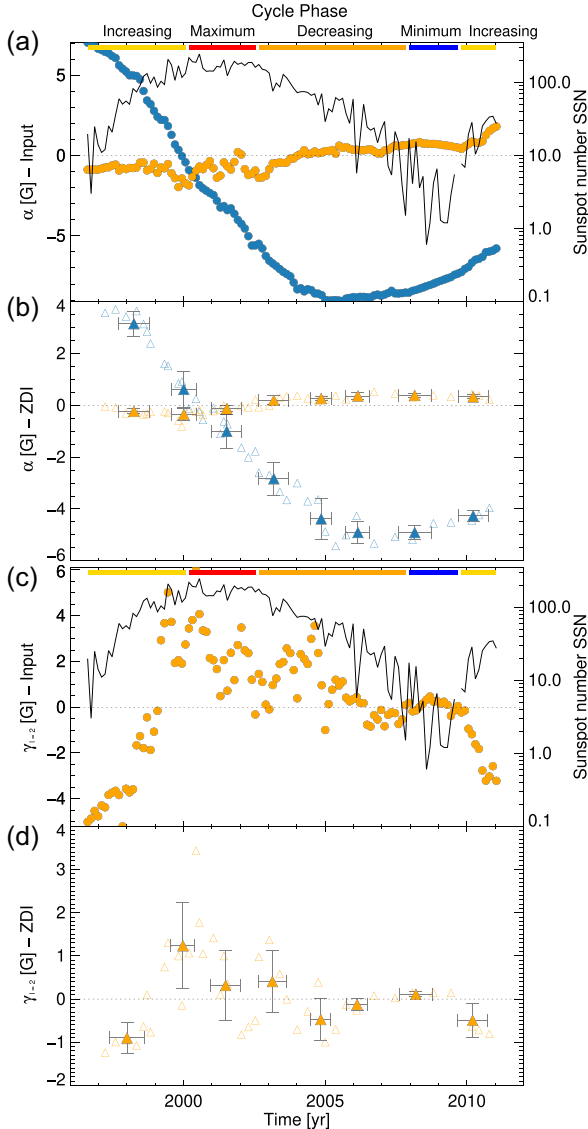 Cycle Phase
Increasing Maximum Decreasing Minimum Increasing
(a)
5
0
−5
α [G] − Input
100.0
10.0
1.0
0.1
Sunspot number SSN
(b)
4
2
0
−2
−4
−6
α [G] − ZDI
(c)
6
4
2
0
−2
−4
γl=2 [G] − Input
100.0
10.0
1.0
0.1
Sunspot number SSN
(d)
4
3
2
1
0
−1
−2
γl=2 [G] − ZDI
2000 2005 2010
Time [yr]